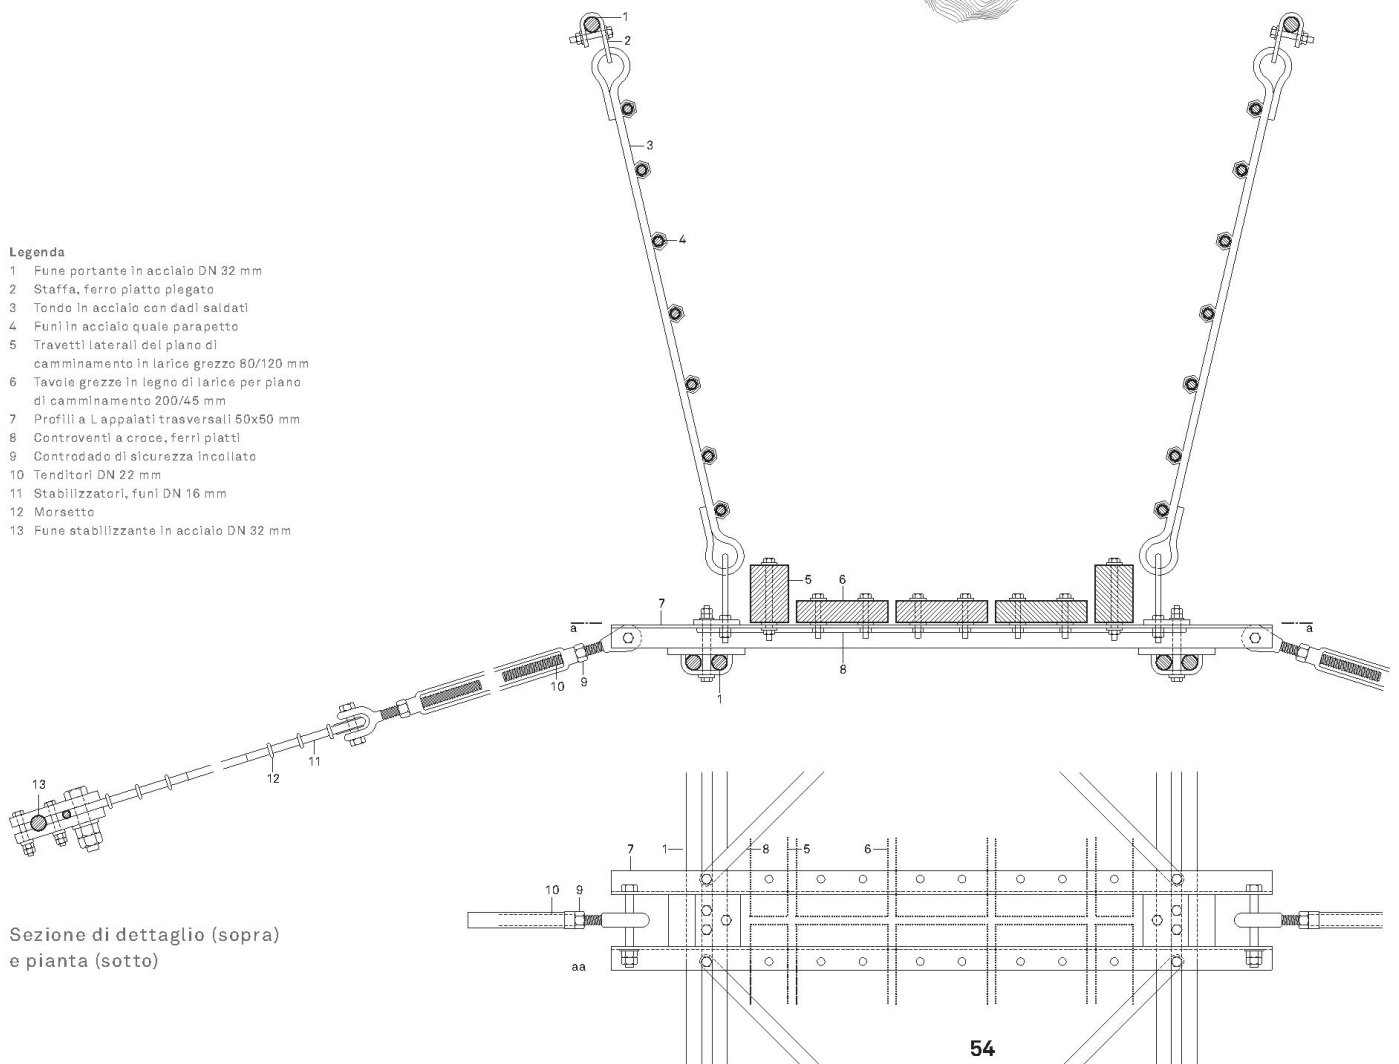 1
2
3
4
Legenda
1 Fune portante in acciaio DN 32 mm
2 Staffa, ferro piatto piegato
3 Tondo in acciaio con dadi saldati
4 Funi in acciaio quale parapetto
5 Travetti laterali del piano di
camminamento in larice grezzo 80/120 mm
6 Tavole grezze in legno di larice per piano
di camminamento 200/45 mm
7 Profili a L appaiati trasversali 50x50 mm
8 Controventi a croce, ferri piatti
9 Controdado di sicurezza incollato
10 Tenditori DN 22 mm
11 Stabilizzatori, funi DN 16 mm
12 Morsetto
13 Fune stabilizzante in acciaio DN 32 mm
5 6
7
a a
8
10 9
1
11
12
13
7 1 8 5 6
10 9
Sezione di dettaglio (sopra)
e pianta (sotto)
aa
54